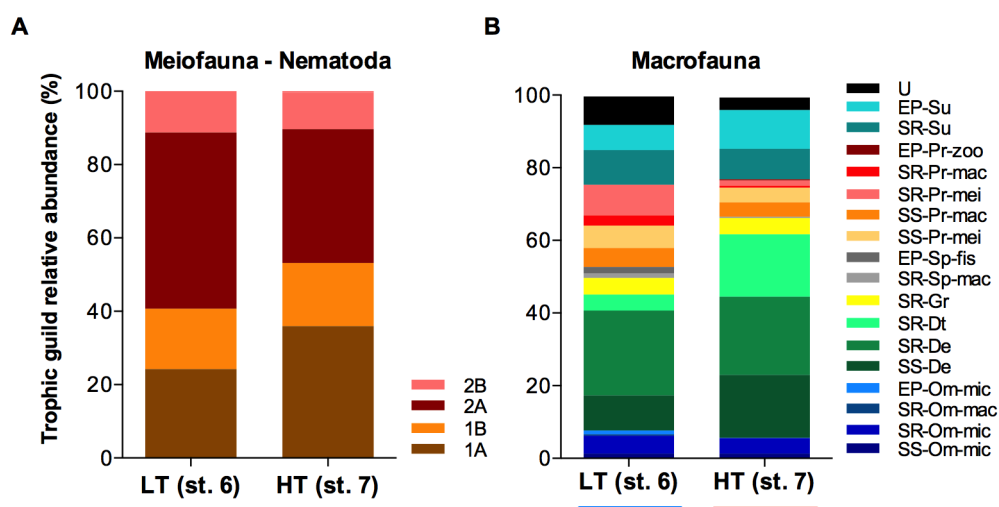 A
Meiofauna - Nematoda
Trophic guild relative abundance (%)
100
80
60
40
20
0
2B
2A
1B
1A
LT (st. 6)
HT (st. 7)
B
Macrofauna
100
80
60
40
20
0
U
EP-Su
SR-Su
EP-Pr-zoo
SR-Pr-mac
SR-Pr-mei
SS-Pr-mac
SS-Pr-mei
EP-Sp-fis
SR-Sp-mac
SR-Gr
SR-Dt
SR-De
SS-De
EP-Om-mic
SR-Om-mac
SR-Om-mic
SS-Om-mic
LT (st. 6)
HT (st. 7)